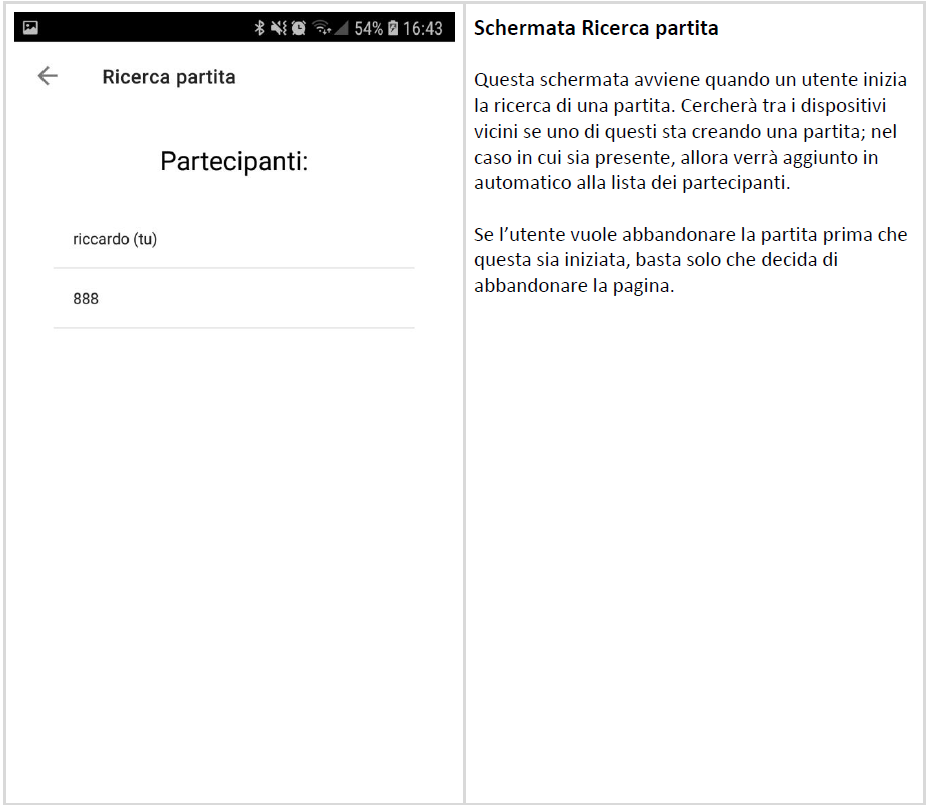 54% 16:43
Ricerca partita
Partecipanti:
riccardo (tu)
888
Schermata Ricerca partita
Questa schermata avviene quando un utente inizia
la ricerca di una partita. Cercherà tra i dispositivi
vicini se uno di questi sta creando una partita; nel
caso in cui sia presente, allora verrà aggiunto in
automatico alla lista dei partecipanti.
Se l’utente vuole abbandonare la partita prima che
questa sia iniziata, basta solo che decida di
abbandonare la pagina.